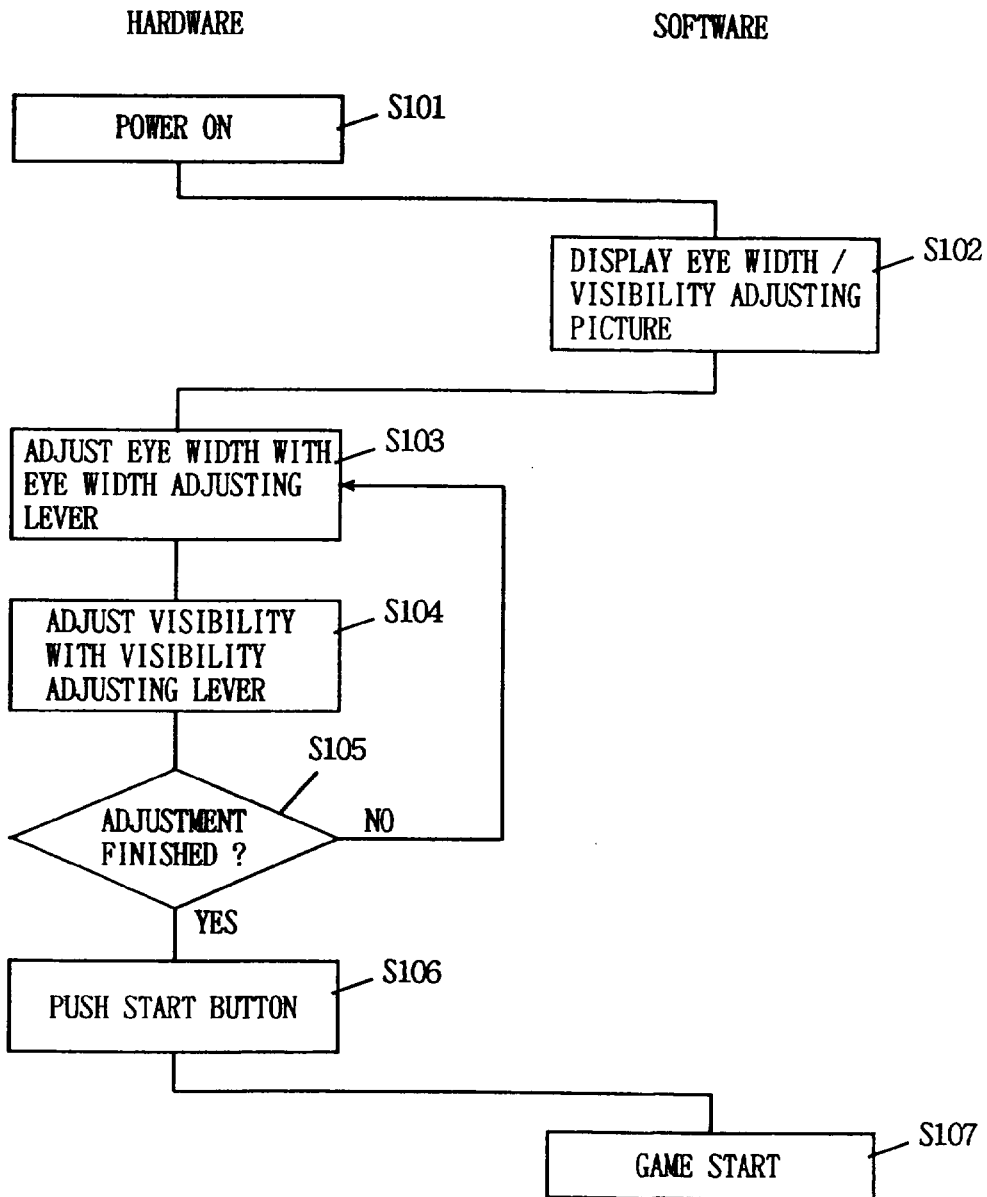 HARDWARE
SOFTWARE
POWER ON
S101
DISPLAY EYE WIDTH /
VISIBILITY ADJUSTING
PICTURE
S102
ADJUST EYE WIDTH WITH
EYE WIDTH ADJUSTING
LEVER
S103
ADJUST VISIBILITY
WITH VISIBILITY
ADJUSTING LEVER
S104
S105
ADJUSTMENT
FINISHED ?
NO
YES
PUSH START BUTTON
S106
GAME START
S107